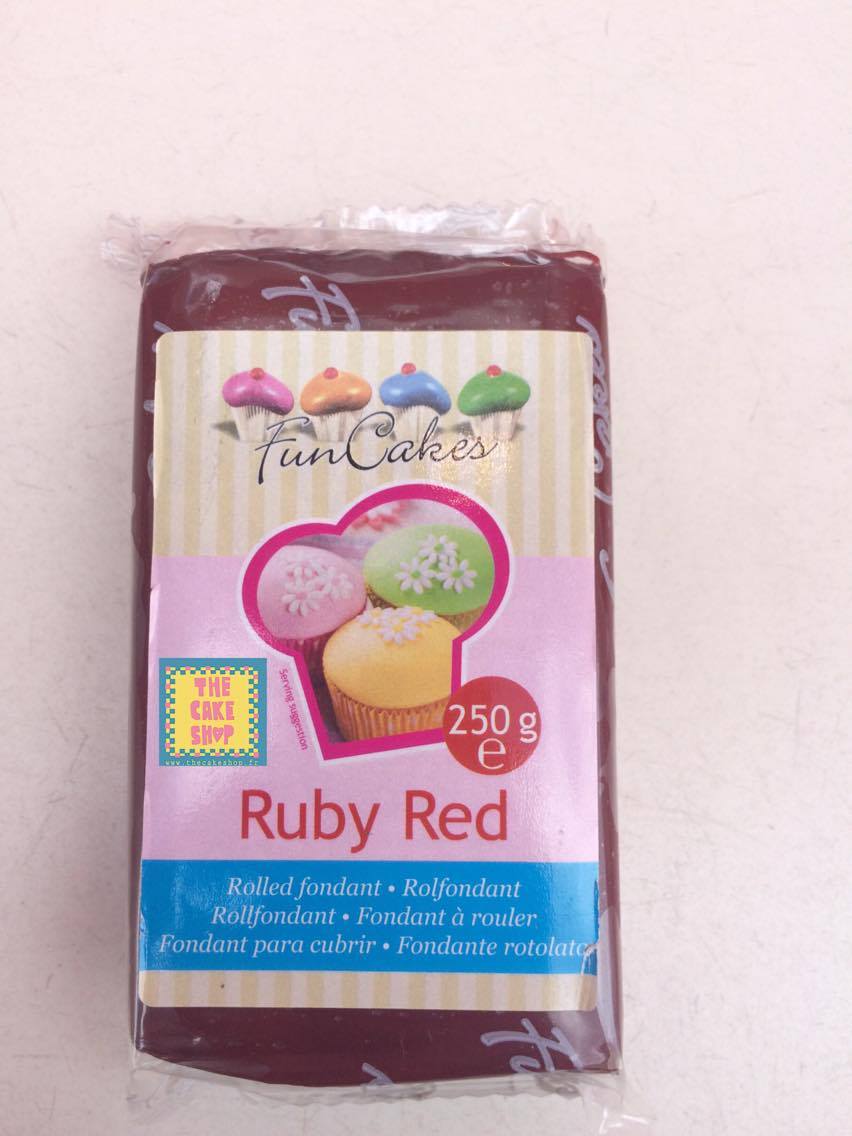 FunCakes
Serving suggestion
THE
CAKE
SHOP
www.thecakeshop.fr
250 g
e
Ruby Red
Rolled fondant • Rolfondant
Rollfondant • Fondant à rouler
Fondant para cubrir • Fondante rotolato